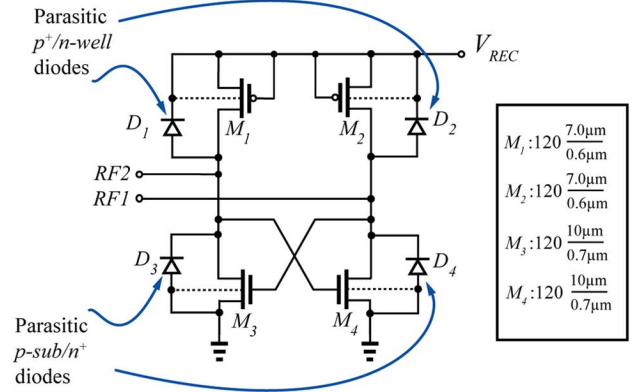 Parasitic
p⁺/n-well
diodes
V_REC
D₁
M₁
M₂
D₂
RF2
RF1
D₃
M₃
M₄
D₄
Parasitic
p-sub/n⁺
diodes
M₁:120 7.0µm/0.6µm
M₂:120 7.0µm/0.6µm
M₃:120 10µm/0.7µm
M₄:120 10µm/0.7µm